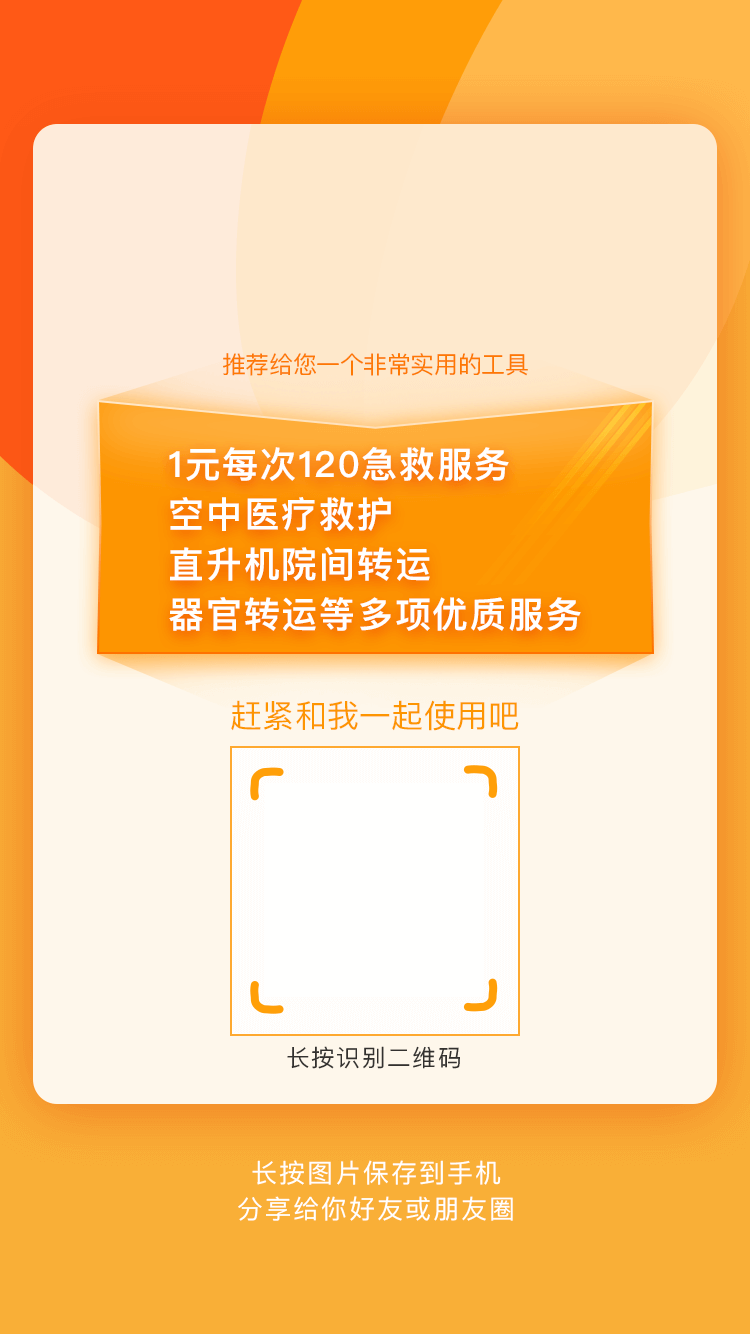 推荐给您一个非常实用的工具
1元每次120急救服务
空中医疗救护
直升机院间转运
器官转运等多项优质服务
赶紧和我一起使用吧
长按识别二维码
长按图片保存到手机
分享给你好友或朋友圈